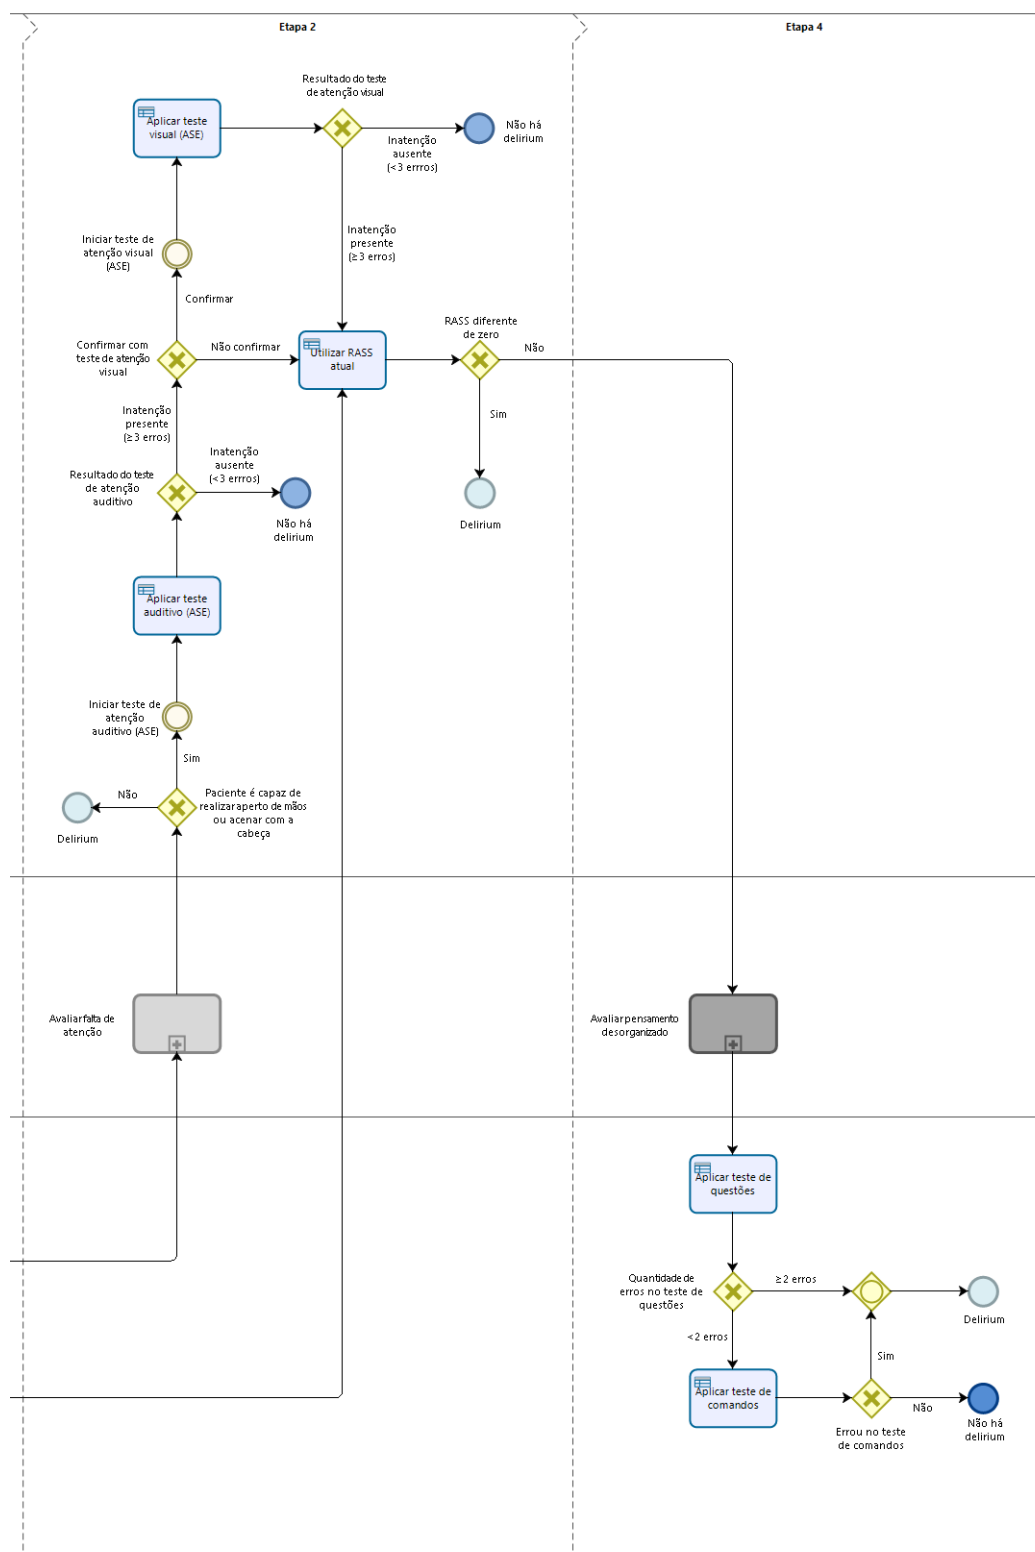 Etapa 2
Etapa 4
Resultado do teste
de atenção visual
Aplicar teste
visual (ASE)
Não há
delirium
Inatenção
ausente
(<3 errros)
Iniciar teste de
atenção visual
(ASE)
Inatenção
presente
(≥3 erros)
Confirmar
RASS diferente
de zero
Confirmar com
teste de atenção
visual
Não confirmar
Utilizar RASS
atual
Não
Inatenção
presente
(≥3 erros)
Sim
Resultado do teste
de atenção
auditivo
Inatenção
ausente
(<3 errros)
Não há
delirium
Delirium
Aplicar teste
auditivo (ASE)
Iniciar teste de
atenção
auditivo (ASE)
Sim
Não
Paciente é capaz de
realizar aperto de mãos
ou acenar com a
cabeça
Delirium
Avaliar falta de
atenção
Avaliar pensamento
desorganizado
Aplicar teste de
questões
Quantidade de
erros no teste de
questões
≥2 erros
Delirium
<2 erros
Sim
Aplicar teste de
comandos
Não
Não há
delirium
Errou no teste
de comandos